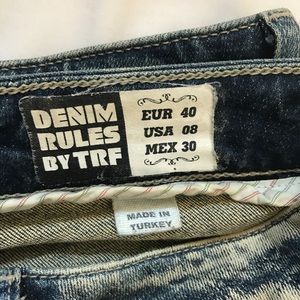 DENIM
RULES
BY TRF
EUR 40
USA 08
MEX 30
MADE IN
TURKEY